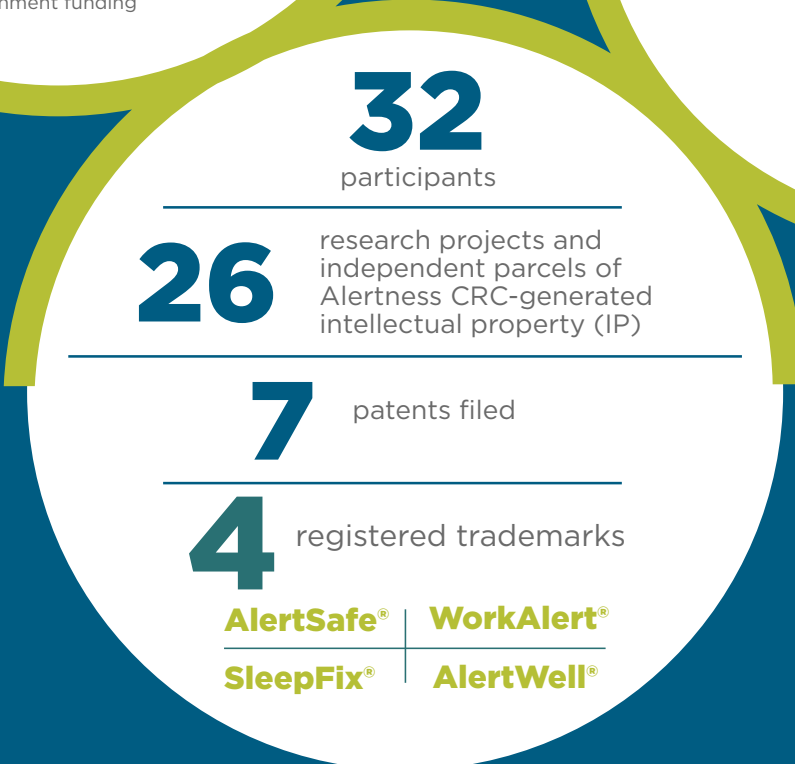 funding
32
participants
26
research projects and
independent parcels of
Alertness CRC-generated
intellectual property (IP)
7
patents filed
4
registered trademarks
AlertSafe®
WorkAlert®
SleepFix®
AlertWell®